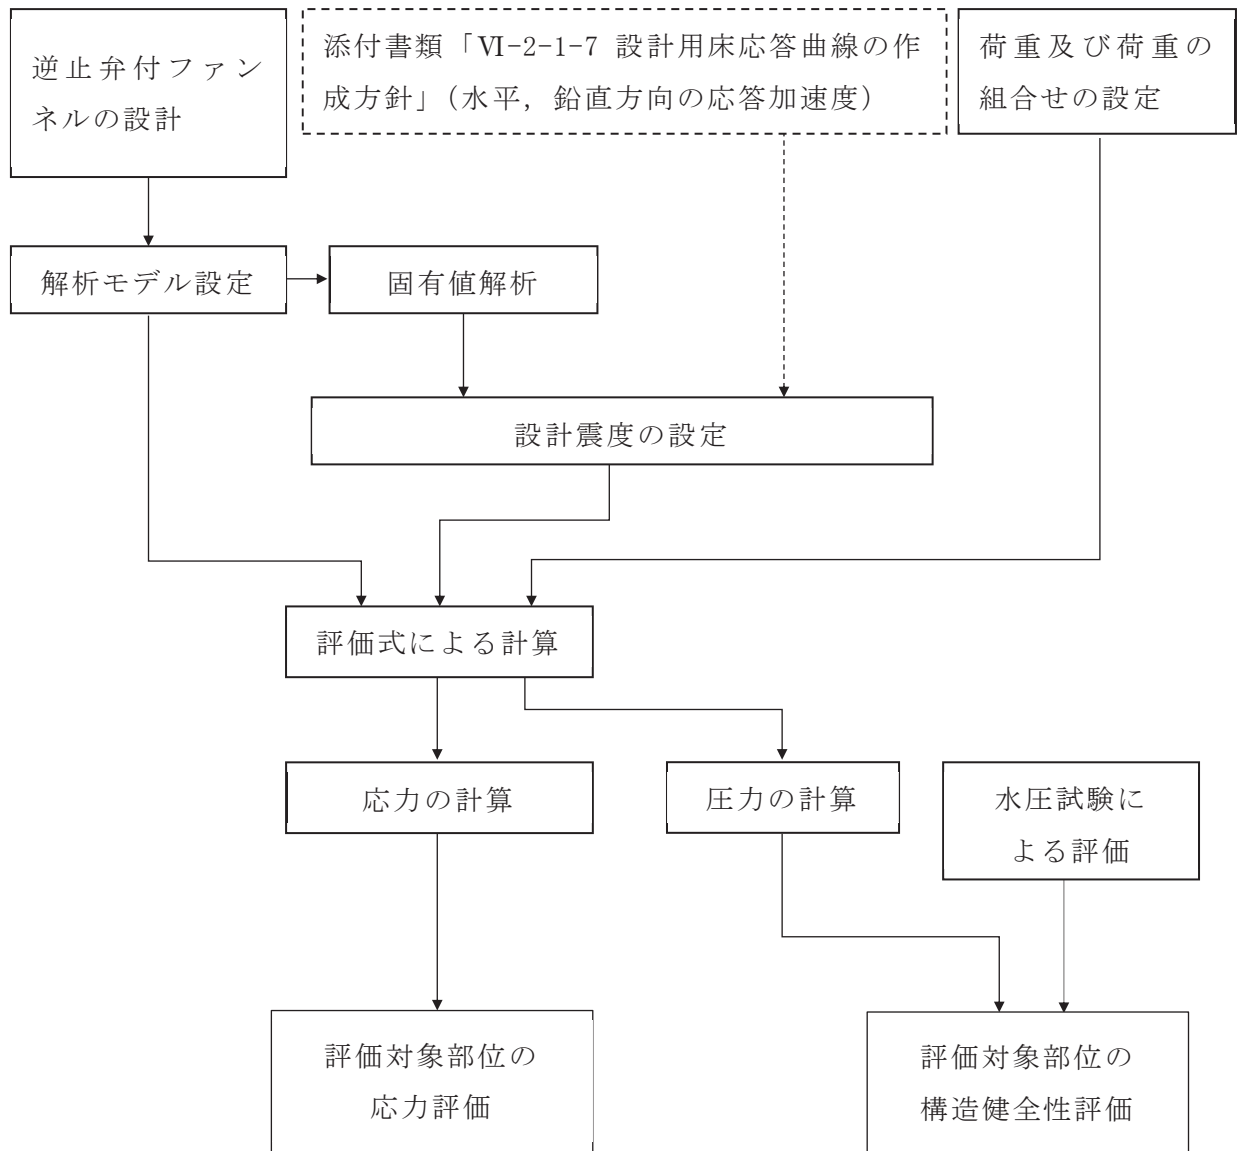 逆止弁付ファン
ネルの設計
添付書類「Ⅵ-2-1-7 設計用床応答曲線の作
成方針」(水平，鉛直方向の応答加速度)
荷重及び荷重の
組合せの設定
解析モデル設定
固有値解析
設計震度の設定
評価式による計算
応力の計算
圧力の計算
水圧試験に
よる評価
評価対象部位の
応力評価
評価対象部位の
構造健全性評価